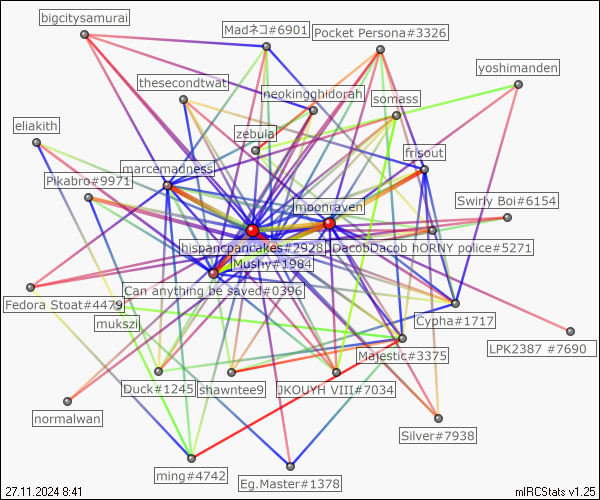 bigcitysamurai
Madネコ#6901
Pocket Persona#3326
yoshimanden
thesecondtwat
neokingghidorah
somass
eliakith
zebula
frisout
marcemadness
Pikabro#9971
Swirly Boi#6154
moonraven
hispanicpancakes#2928
DacobDacob hORNY police#5271
Mushy#1984
Can anything be saved#0396
Fedora Stoat#4479
mukszii
Cypha#1717
LPK2387 #7690
Majestic#3375
Duck#1245
shawntee9
JKOUYH VIII#7034
normalwan
Silver#7938
ming#4742
Eg.Master#1378
27.11.2024 8:41
mIRCStats v1.25